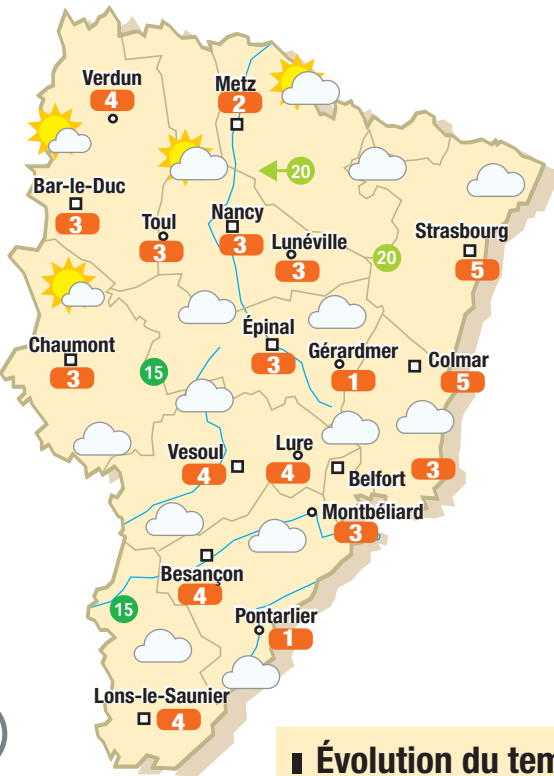 Verdun
4
Metz
2
20
Bar-le-Duc
3
Toul
3
Nancy
3
Lunéville
3
Strasbourg
5
20
Chaumont
3
15
Épinal
3
Gérardmer
1
Colmar
5
Vesoul
4
Lure
4
Belfort
3
Montbéliard
3
Besançon
4
15
Pontarlier
1
Lons-le-Saunier
4
Évolution du tem